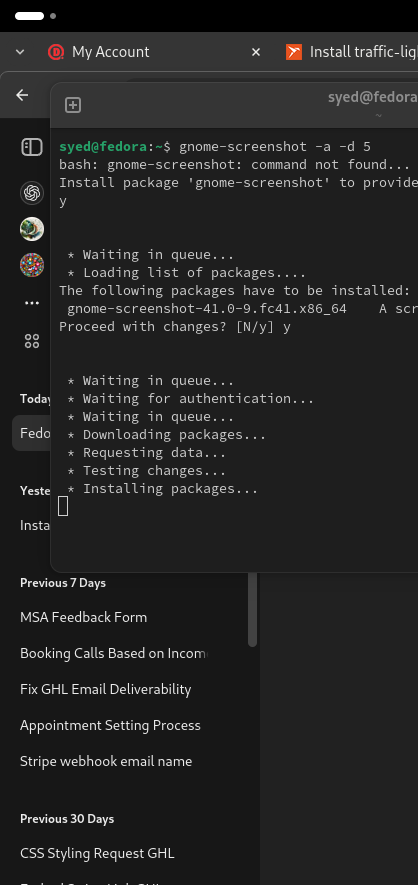 My Account
Install traffic-lig
syed@fedora
~
syed@fedora:~$ gnome-screenshot -a -d 5
bash: gnome-screenshot: command not found...
Install package 'gnome-screenshot' to provide
y
* Waiting in queue...
* Loading list of packages....
The following packages have to be installed:
gnome-screenshot-41.0-9.fc41.x86_64    A scr
Proceed with changes? [N/y] y
* Waiting in queue...
* Waiting for authentication...
* Waiting in queue...
* Downloading packages...
* Requesting data...
* Testing changes...
* Installing packages...
Today
Fedo
Yeste
Insta
Previous 7 Days
MSA Feedback Form
Booking Calls Based on Incom
Fix GHL Email Deliverability
Appointment Setting Process
Stripe webhook email name
Previous 30 Days
CSS Styling Request GHL